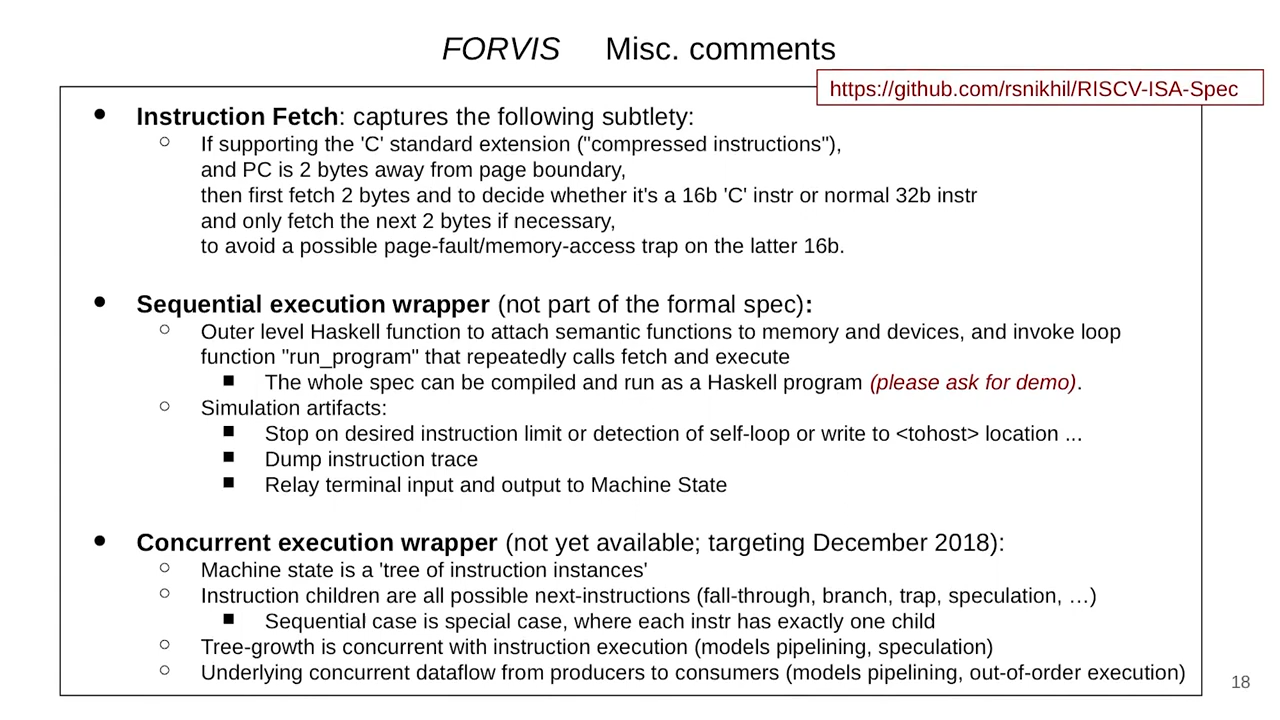 FORVIS Misc. comments
https://github.com/rsnikhil/RISCV-ISA-Spec
● Instruction Fetch: captures the following subtlety:
○ If supporting the 'C' standard extension ("compressed instructions"),
and PC is 2 bytes away from page boundary,
then first fetch 2 bytes and to decide whether it's a 16b 'C' instr or normal 32b instr
and only fetch the next 2 bytes if necessary,
to avoid a possible page-fault/memory-access trap on the latter 16b.
● Sequential execution wrapper (not part of the formal spec):
○ Outer level Haskell function to attach semantic functions to memory and devices, and invoke loop
function "run_program" that repeatedly calls fetch and execute
■ The whole spec can be compiled and run as a Haskell program (please ask for demo).
○ Simulation artifacts:
■ Stop on desired instruction limit or detection of self-loop or write to <tohost> location ...
■ Dump instruction trace
■ Relay terminal input and output to Machine State
● Concurrent execution wrapper (not yet available; targeting December 2018):
○ Machine state is a 'tree of instruction instances'
○ Instruction children are all possible next-instructions (fall-through, branch, trap, speculation, …)
■ Sequential case is special case, where each instr has exactly one child
○ Tree-growth is concurrent with instruction execution (models pipelining, speculation)
○ Underlying concurrent dataflow from producers to consumers (models pipelining, out-of-order execution)
18